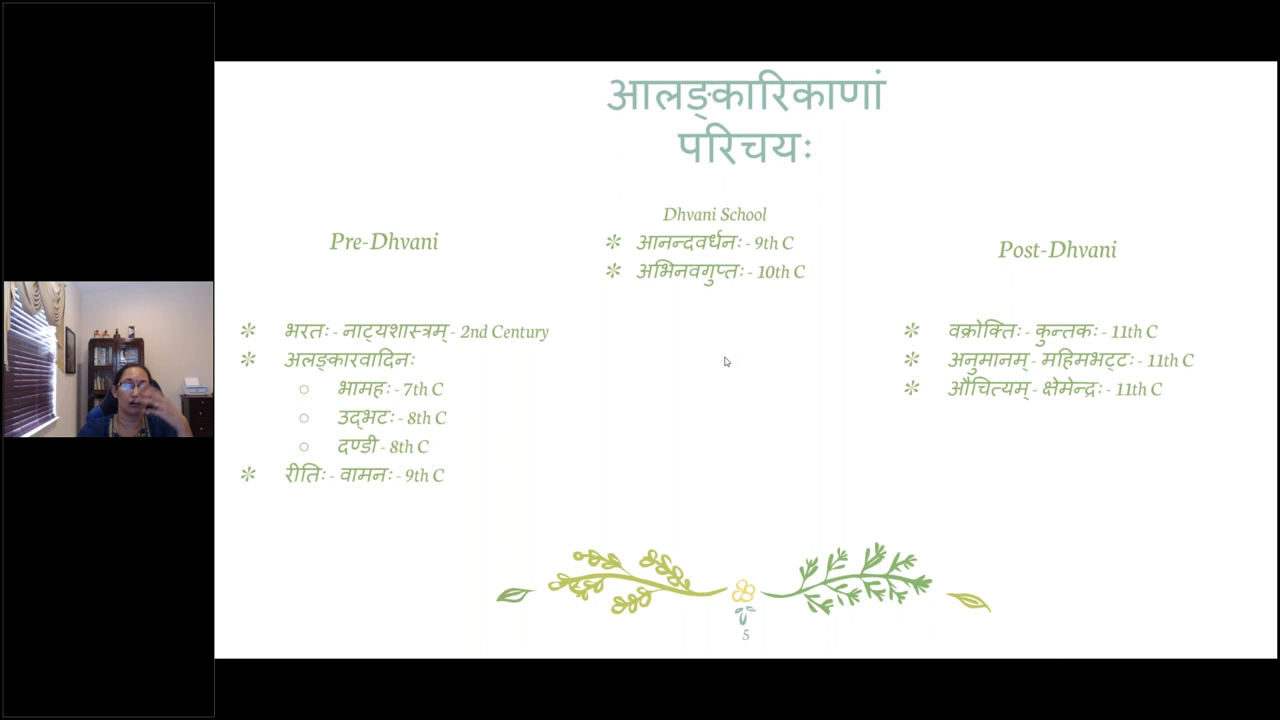 आलङ्कारिकाणां
परिचयः
Pre-Dhvani
✼ भरतः - नाट्यशास्त्रम् - 2nd Century
✼ अलङ्कारवादिनः
○ भामहः - 7th C
○ उद्भटः - 8th C
○ दण्डी - 8th C
✼ रीतिः - वामनः - 9th C
Dhvani School
✼ आनन्दवर्धनः - 9th C
✼ अभिनवगुप्तः - 10th C
Post-Dhvani
✼ वक्रोक्तिः - कुन्तकः - 11th C
✼ अनुमानम् - महिमभट्टः - 11th C
✼ औचित्यम् - क्षेमेन्द्रः - 11th C
5